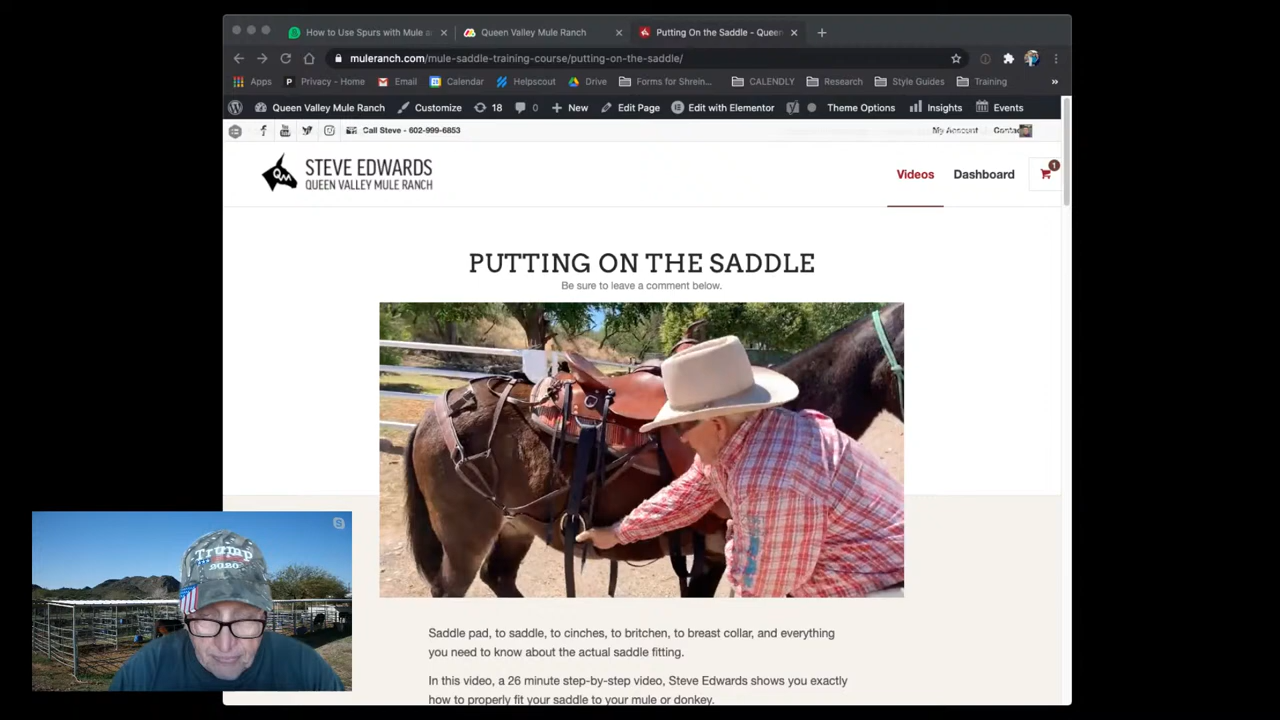 How to Use Spurs with Mule a
Queen Valley Mule Ranch
Putting On the Saddle - Queen
muleranch.com/mule-saddle-training-course/putting-on-the-saddle/
Apps
Privacy - Home
Email
Calendar
Helpscout
Drive
Forms for Shrein...
CALENDLY
Research
Style Guides
Training
Queen Valley Mule Ranch
Customize
18
0
New
Edit Page
Edit with Elementor
Theme Options
Insights
Events
Call Steve - 602-999-6853
My Account
Contac
QM
STEVE EDWARDS
QUEEN VALLEY MULE RANCH
Videos
Dashboard
1
PUTTING ON THE SADDLE
Be sure to leave a comment below.
Trump
2020
Saddle pad, to saddle, to cinches, to britchen, to breast collar, and everything
you need to know about the actual saddle fitting.
In this video, a 26 minute step-by-step video, Steve Edwards shows you exactly
how to properly fit your saddle to your mule or donkey.